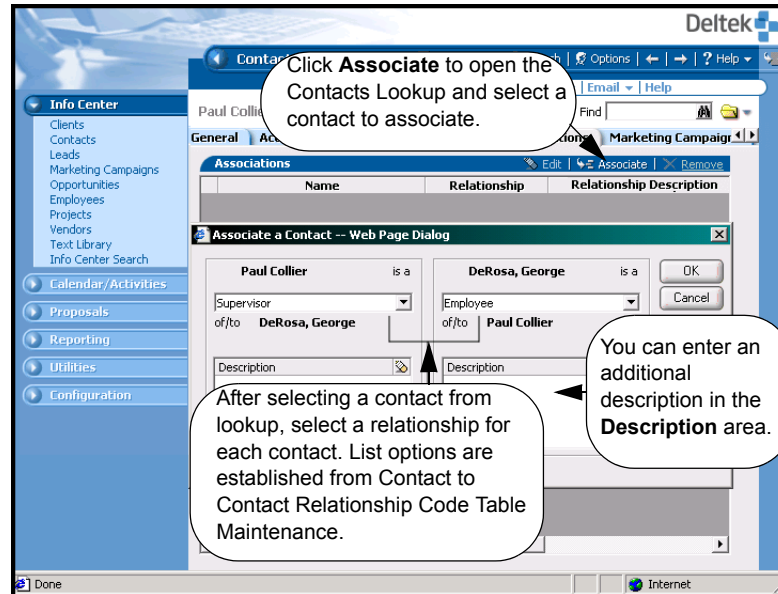 Deltek
Contac
h | Options | ← | → | ? Help
| Email | Help
Click Associate to open the
Contacts Lookup and select a
contact to associate.
Info Center
Clients
Contacts
Leads
Marketing Campaigns
Opportunities
Employees
Projects
Vendors
Text Library
Info Center Search
Calendar/Activities
Proposals
Reporting
Utilities
Configuration
Paul Collie
Find
General
Marketing Campaig
Associations
Edit | Associate | Remove
Name Relationship Relationship Description
Associate a Contact -- Web Page Dialog
Paul Collier is a
Supervisor
of/to DeRosa, George
Description
DeRosa, George is a
Employee
of/to Paul Collier
Description
OK
Cancel
You can enter an
additional
description in the
Description area.
After selecting a contact from
lookup, select a relationship for
each contact. List options are
established from Contact to
Contact Relationship Code Table
Maintenance.
Done
Internet